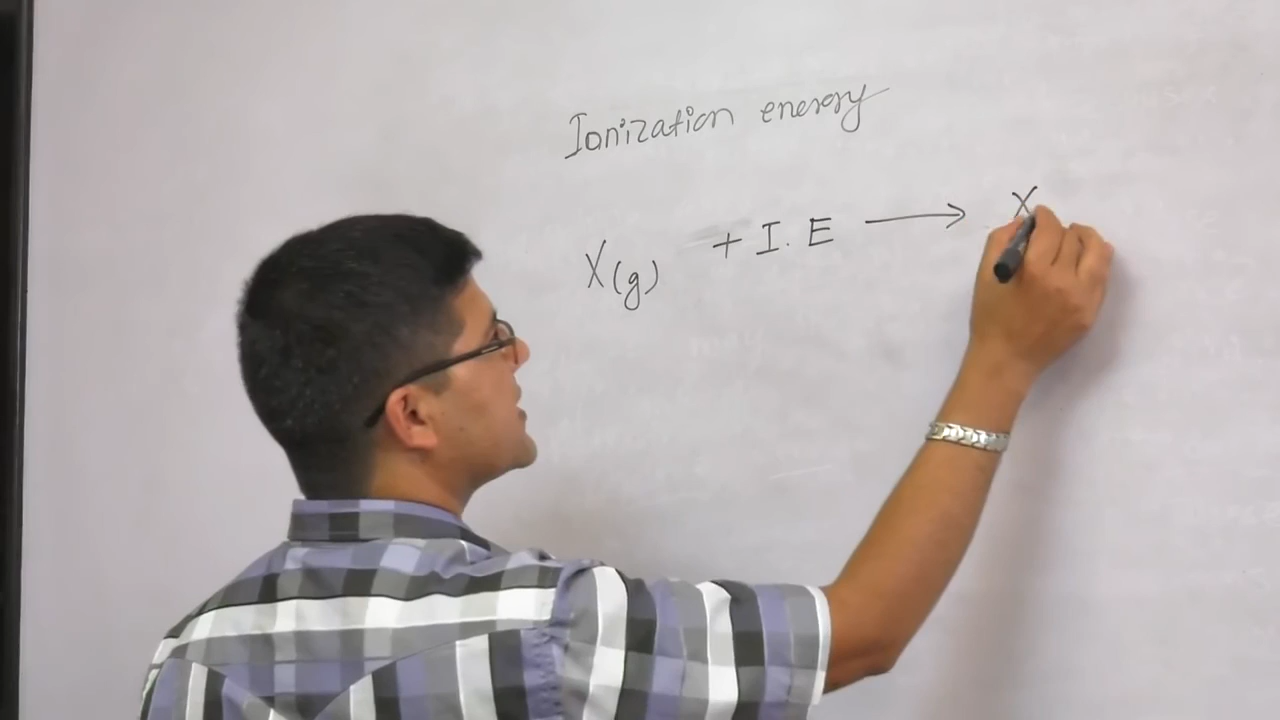 Ionization energy
X(g) + I. E ⟶ X